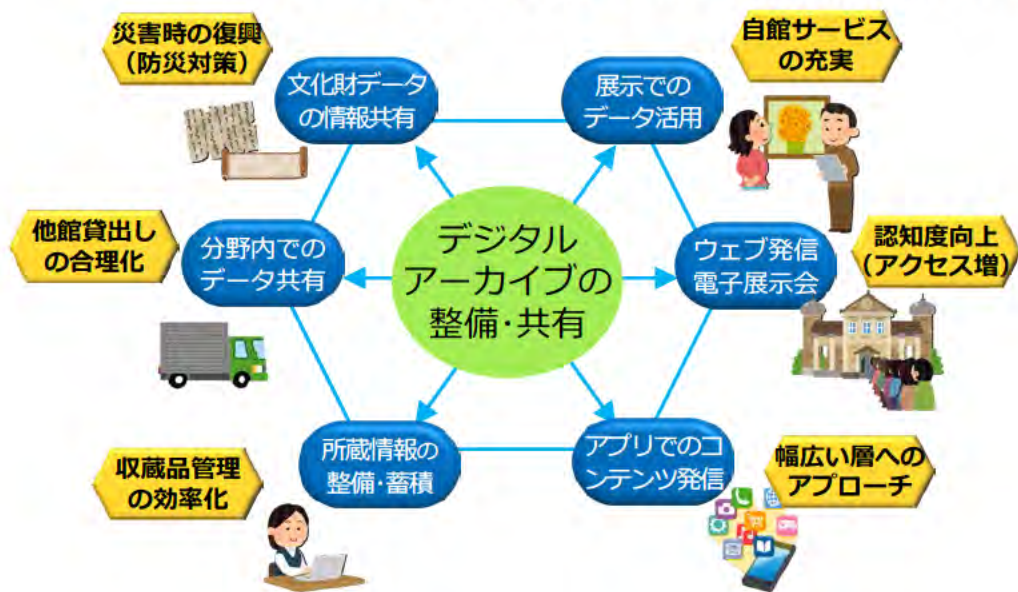 災害時の復興
(防災対策)
文化財データ
の情報共有
展示での
データ活用
自館サービス
の充実
他館貸出し
の合理化
分野内での
データ共有
デジタル
アーカイブの
整備・共有
ウェブ発信
電子展示会
認知度向上
(アクセス増)
収蔵品管理
の効率化
所蔵情報の
整備・蓄積
アプリでのコ
ンテンツ発信
幅広い層への
アプローチ